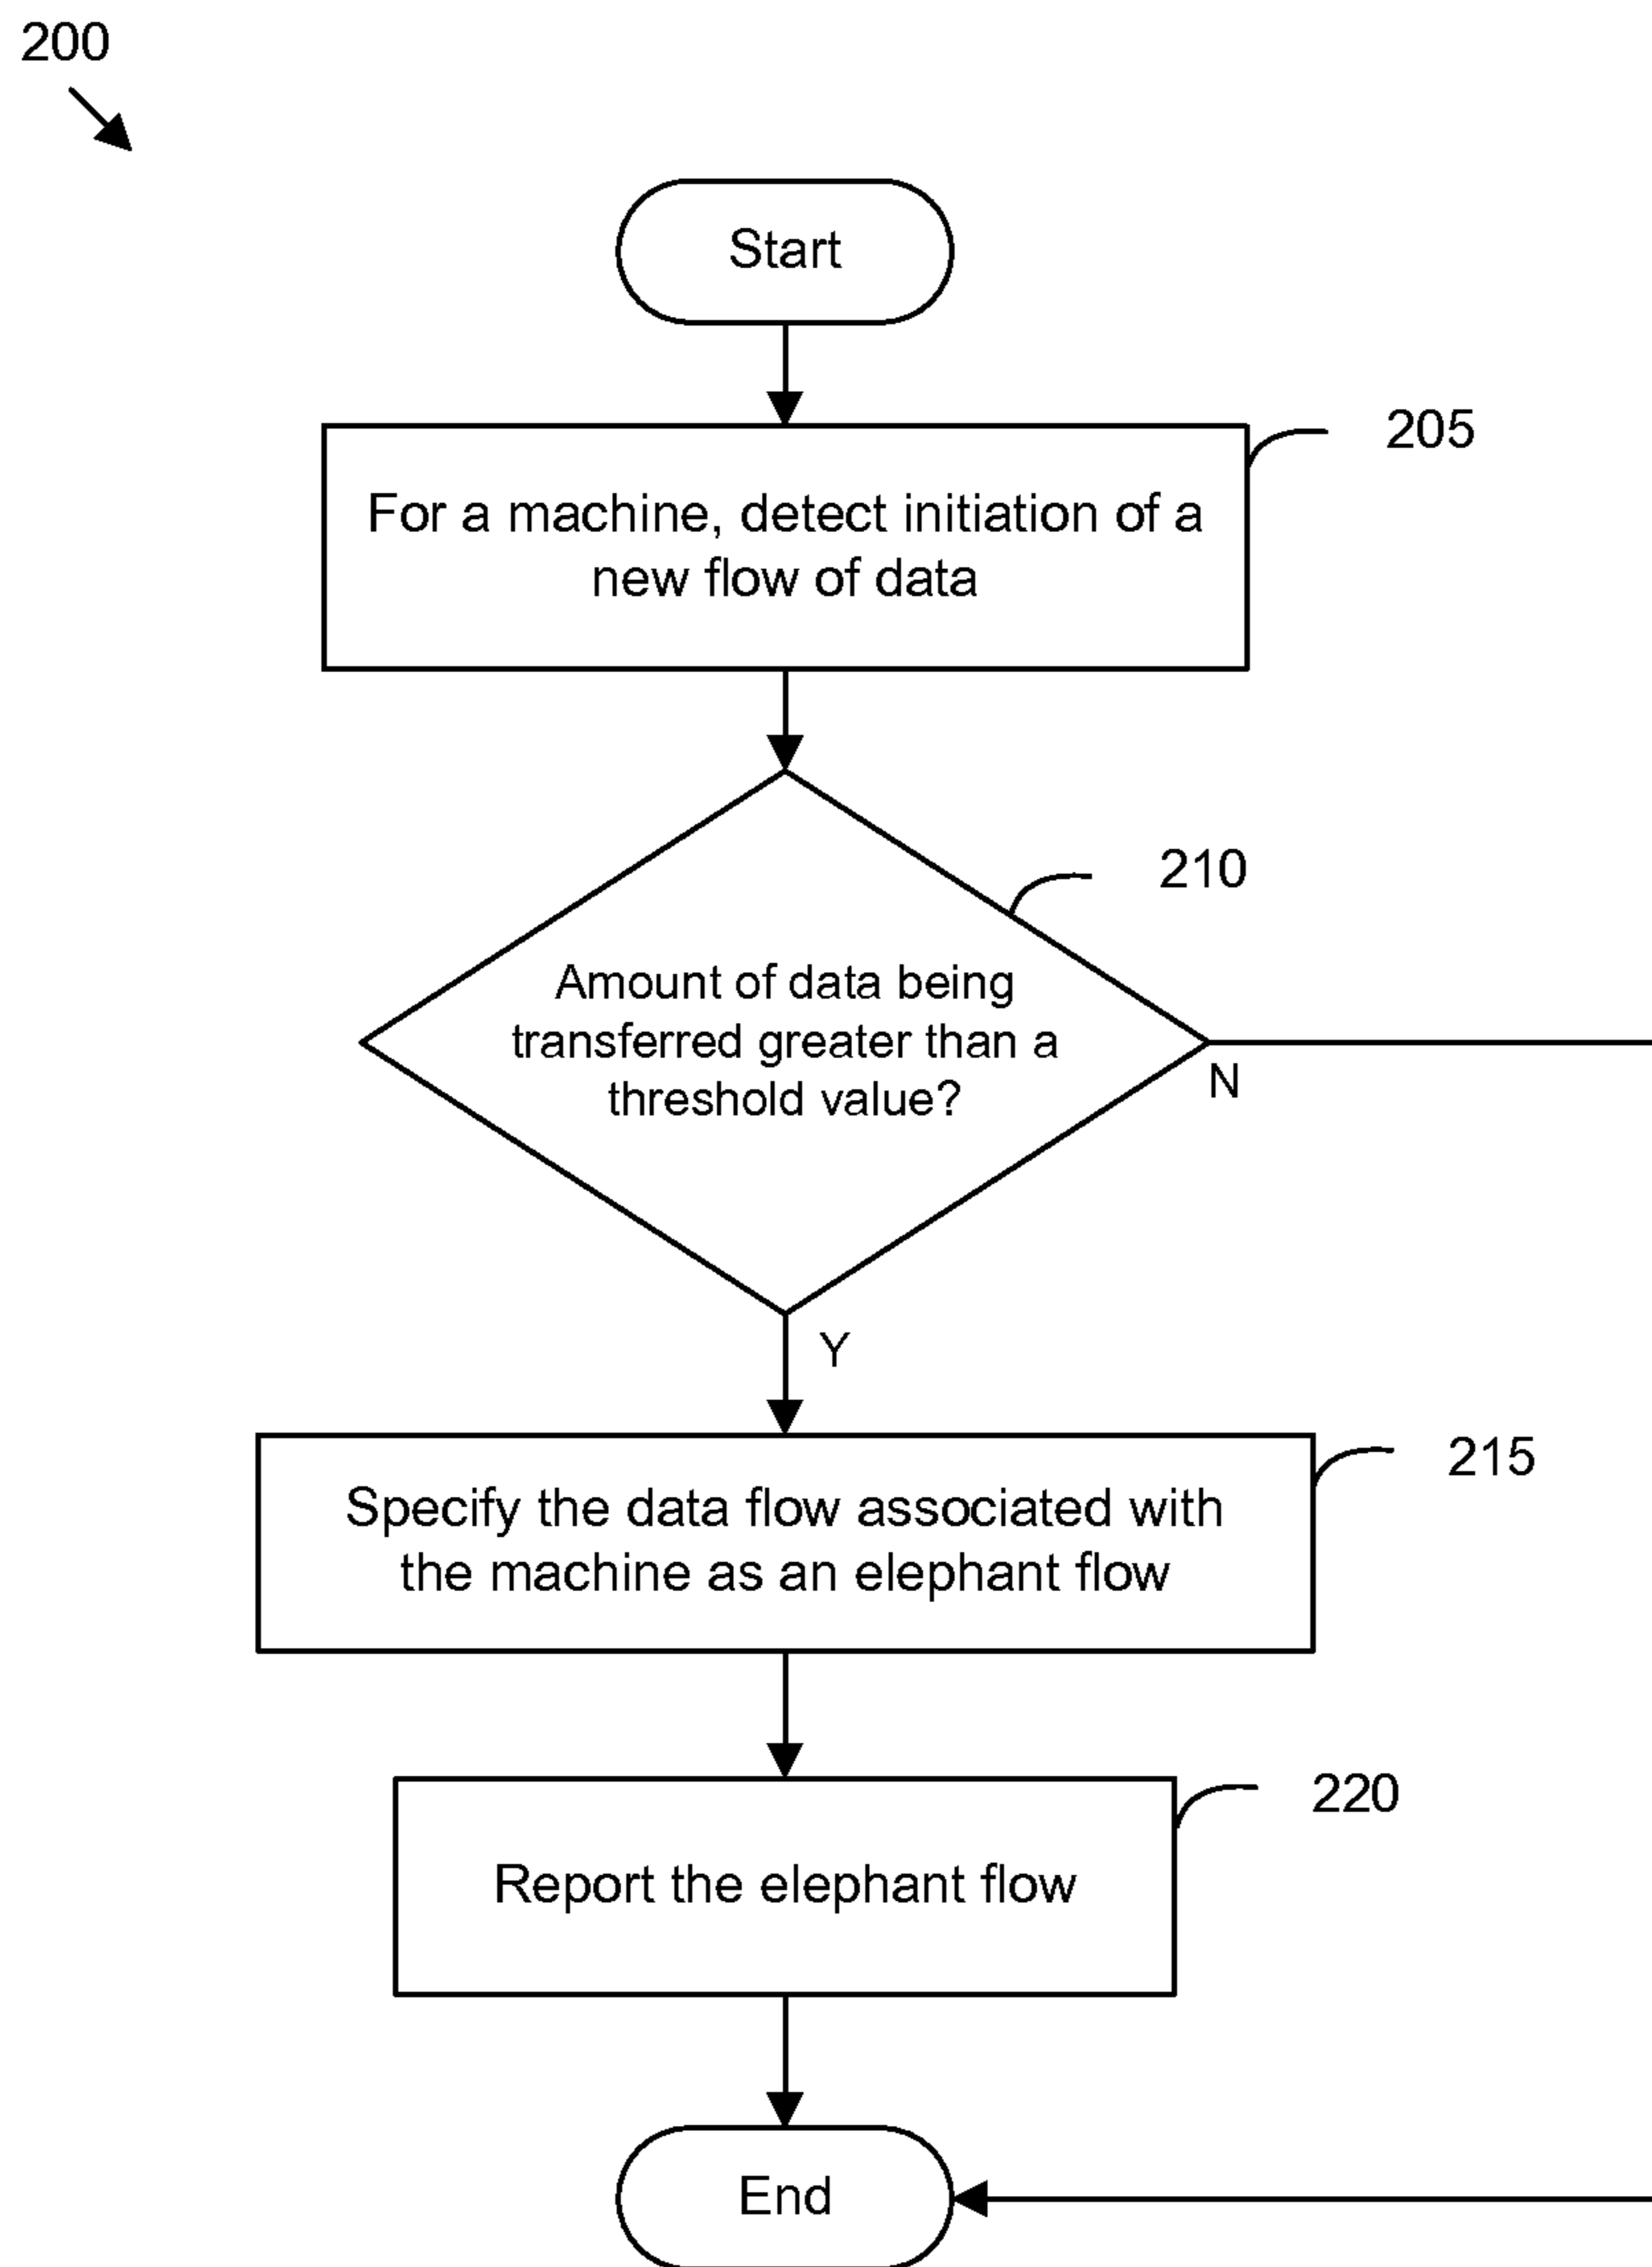 200
Start
205
For a machine, detect initiation of a
new flow of data
210
Amount of data being
transferred greater than a
threshold value?
N
Y
215
Specify the data flow associated with
the machine as an elephant flow
220
Report the elephant flow
End